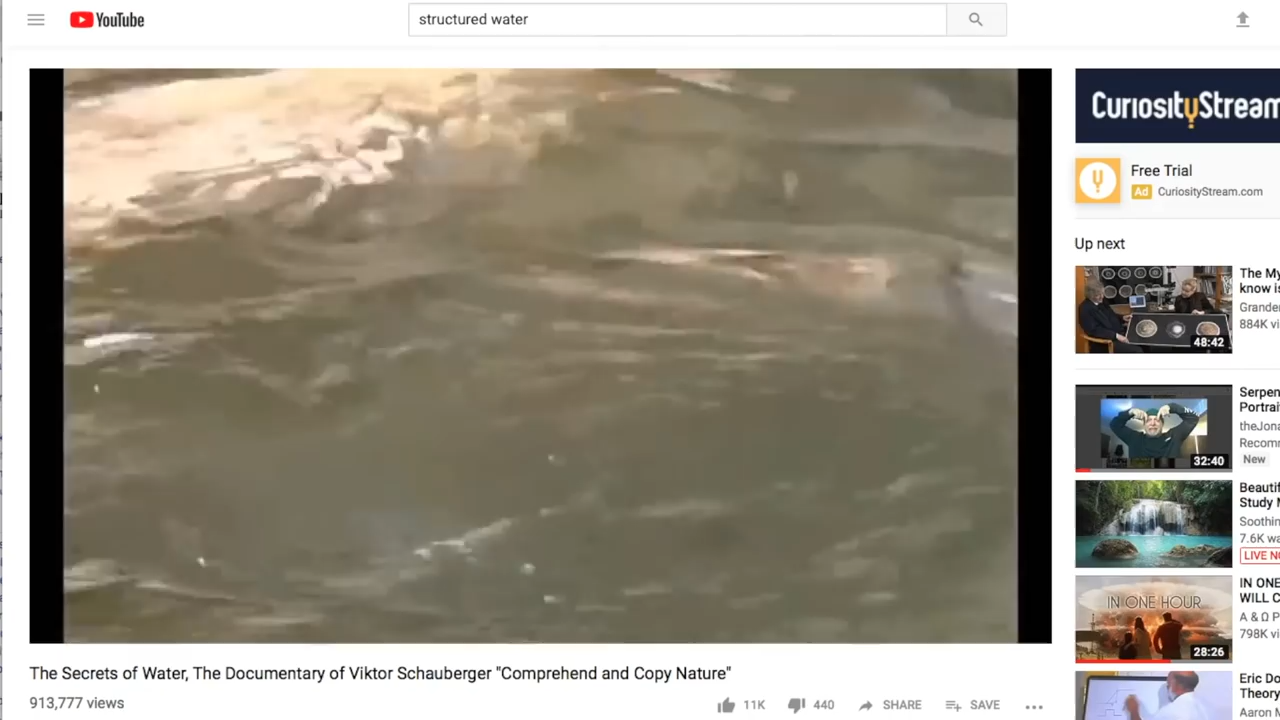 YouTube
structured water
CuriosityStream
Free Trial
Ad CuriosityStream.com
Up next
The My
know is
Grande
884K vi
48:42
Serpen
Portrai
theJona
Recomm
New
32:40
Beautif
Study M
Soothin
7.6K wa
LIVE NO
IN ONE HOUR
28:26
IN ONE
WILL C
A & Ω P
798K vi
Eric Do
Theory
Aaron M
The Secrets of Water, The Documentary of Viktor Schauberger "Comprehend and Copy Nature"
913,777 views
11K 440 SHARE SAVE